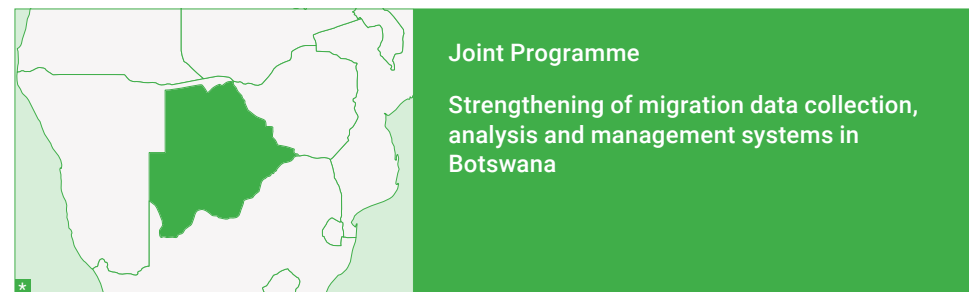 Joint Programme
Strengthening of migration data collection,
analysis and management systems in
Botswana
*